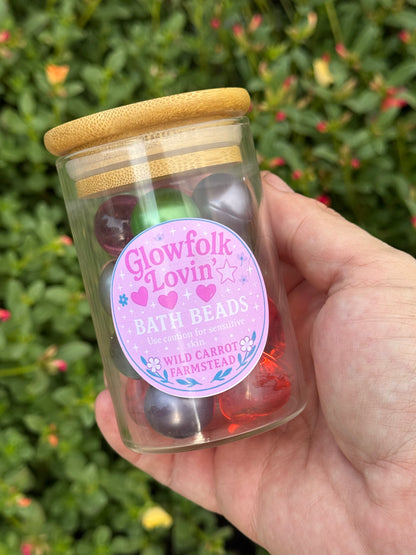 Glowfolk
Lovin'
BATH BEADS
Use caution for sensitive
skin
WILD CARROT
FARMSTEAD